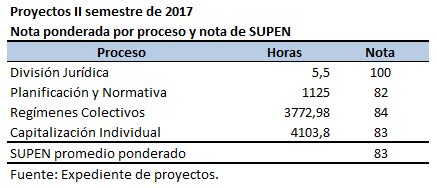 Proyectos II semestre de 2017
Nota ponderada por proceso y nota de SUPEN
Proceso Horas Nota
División Jurídica 5,5 100
Planificación y Normativa 1125 82
Regímenes Colectivos 3772,98 84
Capitalización Individual 4103,8 83
SUPEN promedio ponderado 83
Fuente: Expediente de proyectos.